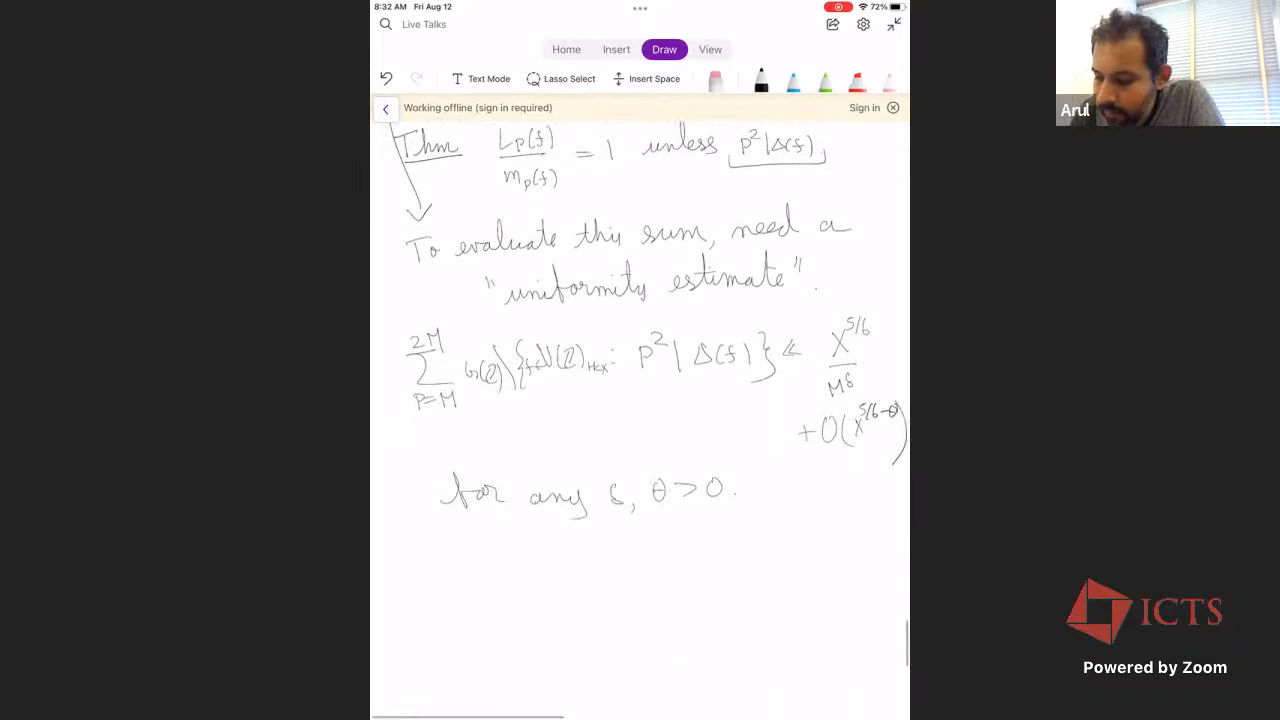 8:32 AM Fri Aug 12
72%
Live Talks
Home Insert Draw View
Text Mode Lasso Select Insert Space
Working offline (sign in required) Sign in
Arul
Thm L_p(f)/m_p(f) = 1 unless p²|Δ(f)
To evaluate this sum, need a
"uniformity estimate".
2M
∑ G(Z)\{f∈V(Z)_{H<X} : p² | Δ(f)} ≪ X^{5/6}/M^δ
p=M
+ O(X^{5/6-θ})
for any δ, θ > 0.
ICTS
Powered by Zoom